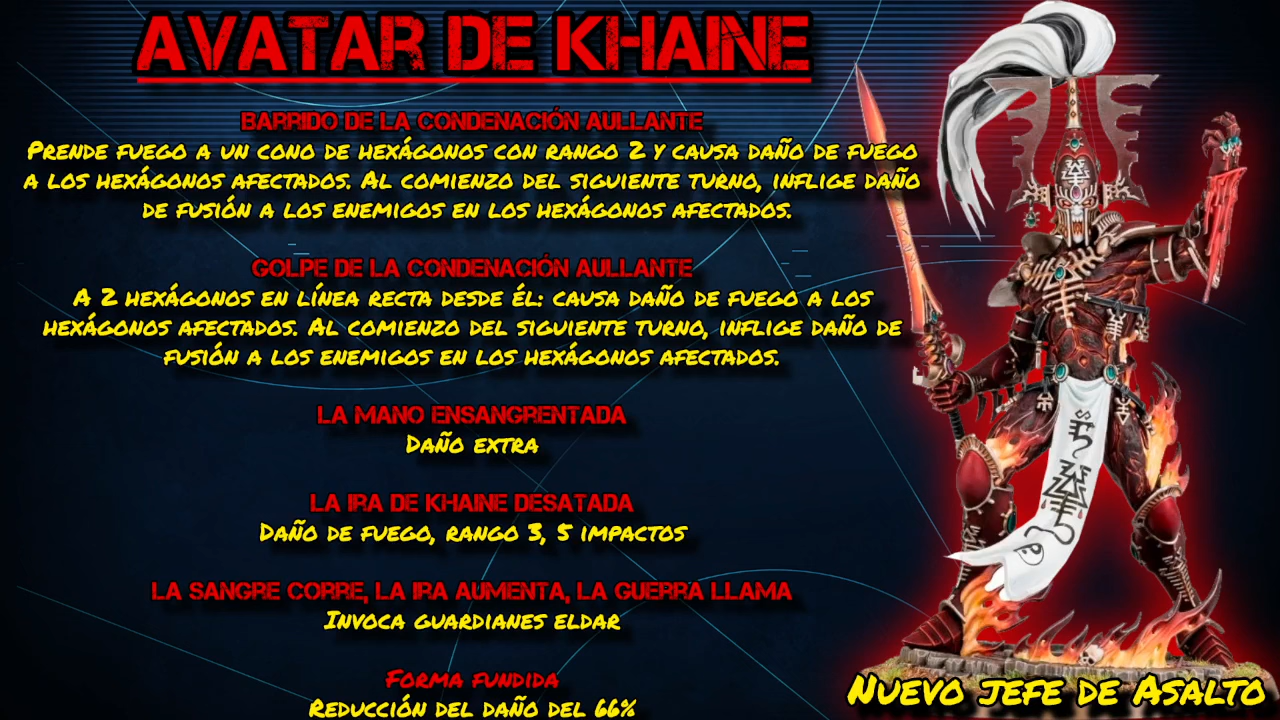 AVATAR DE KHAINE
BARRIDO DE LA CONDENACIÓN AULLANTE
PRENDE FUEGO A UN CONO DE HEXÁGONOS CON RANGO 2 Y CAUSA DAÑO DE FUEGO
A LOS HEXÁGONOS AFECTADOS. AL COMIENZO DEL SIGUIENTE TURNO, INFLIGE DAÑO
DE FUSIÓN A LOS ENEMIGOS EN LOS HEXÁGONOS AFECTADOS.
GOLPE DE LA CONDENACIÓN AULLANTE
A 2 HEXÁGONOS EN LÍNEA RECTA DESDE ÉL: CAUSA DAÑO DE FUEGO A LOS
HEXÁGONOS AFECTADOS. AL COMIENZO DEL SIGUIENTE TURNO, INFLIGE DAÑO DE
FUSIÓN A LOS ENEMIGOS EN LOS HEXÁGONOS AFECTADOS.
LA MANO ENSANGRENTADA
DAÑO EXTRA
LA IRA DE KHAINE DESATADA
DAÑO DE FUEGO, RANGO 3, 5 IMPACTOS
LA SANGRE CORRE, LA IRA AUMENTA, LA GUERRA LLAMA
INVOCA GUARDIANES ELDAR
FORMA FUNDIDA
REDUCCIÓN DEL DAÑO DEL 66%
NUEVO JEFE DE ASALTO